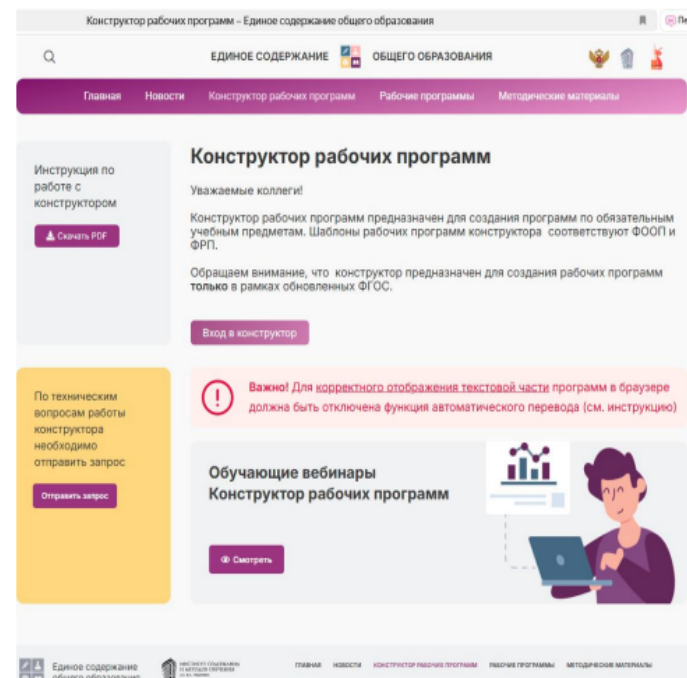 Конструктор рабочих программ – Единое содержание общего образования
ЕДИНОЕ СОДЕРЖАНИЕ ОБЩЕГО ОБРАЗОВАНИЯ
Главная Новости Конструктор рабочих программ Рабочие программы Методические материалы
Инструкция по
работе с
конструктором
Скачать PDF
Конструктор рабочих программ
Уважаемые коллеги!
Конструктор рабочих программ предназначен для создания программ по обязательным
учебным предметам. Шаблоны рабочих программ конструктора соответствуют ФООП и
ФРП.
Обращаем внимание, что конструктор предназначен для создания рабочих программ
только в рамках обновленных ФГОС.
Вход в конструктор
По техническим
вопросам работы
конструктора
необходимо
отправить запрос
Отправить запрос
Важно! Для корректного отображения текстовой части программ в браузере
должна быть отключена функция автоматического перевода (см. инструкцию)
Обучающие вебинары
Конструктор рабочих программ
Смотреть
Единое содержание
общего образования
ГЛАВНАЯ НОВОСТИ КОНСТРУКТОР РАБОЧИХ ПРОГРАММ РАБОЧИЕ ПРОГРАММЫ МЕТОДИЧЕСКИЕ МАТЕРИАЛЫ